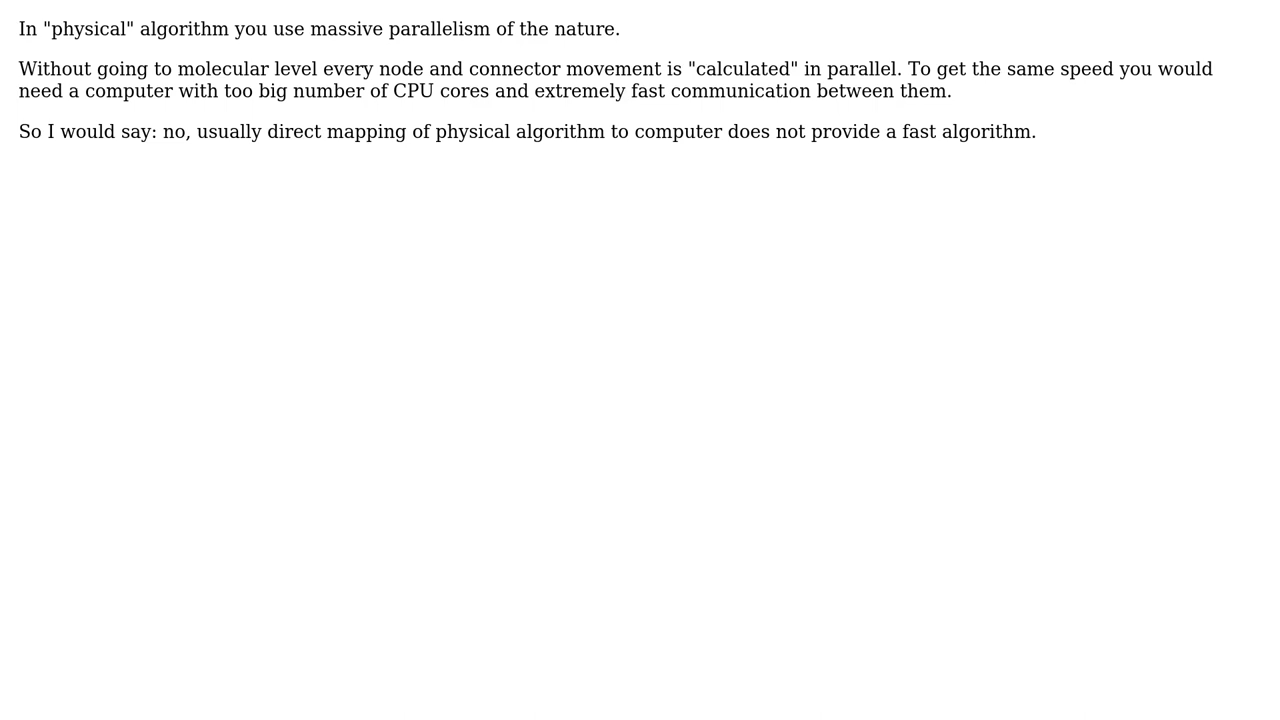 In "physical" algorithm you use massive parallelism of the nature.
Without going to molecular level every node and connector movement is "calculated" in parallel. To get the same speed you would
need a computer with too big number of CPU cores and extremely fast communication between them.
So I would say: no, usually direct mapping of physical algorithm to computer does not provide a fast algorithm.